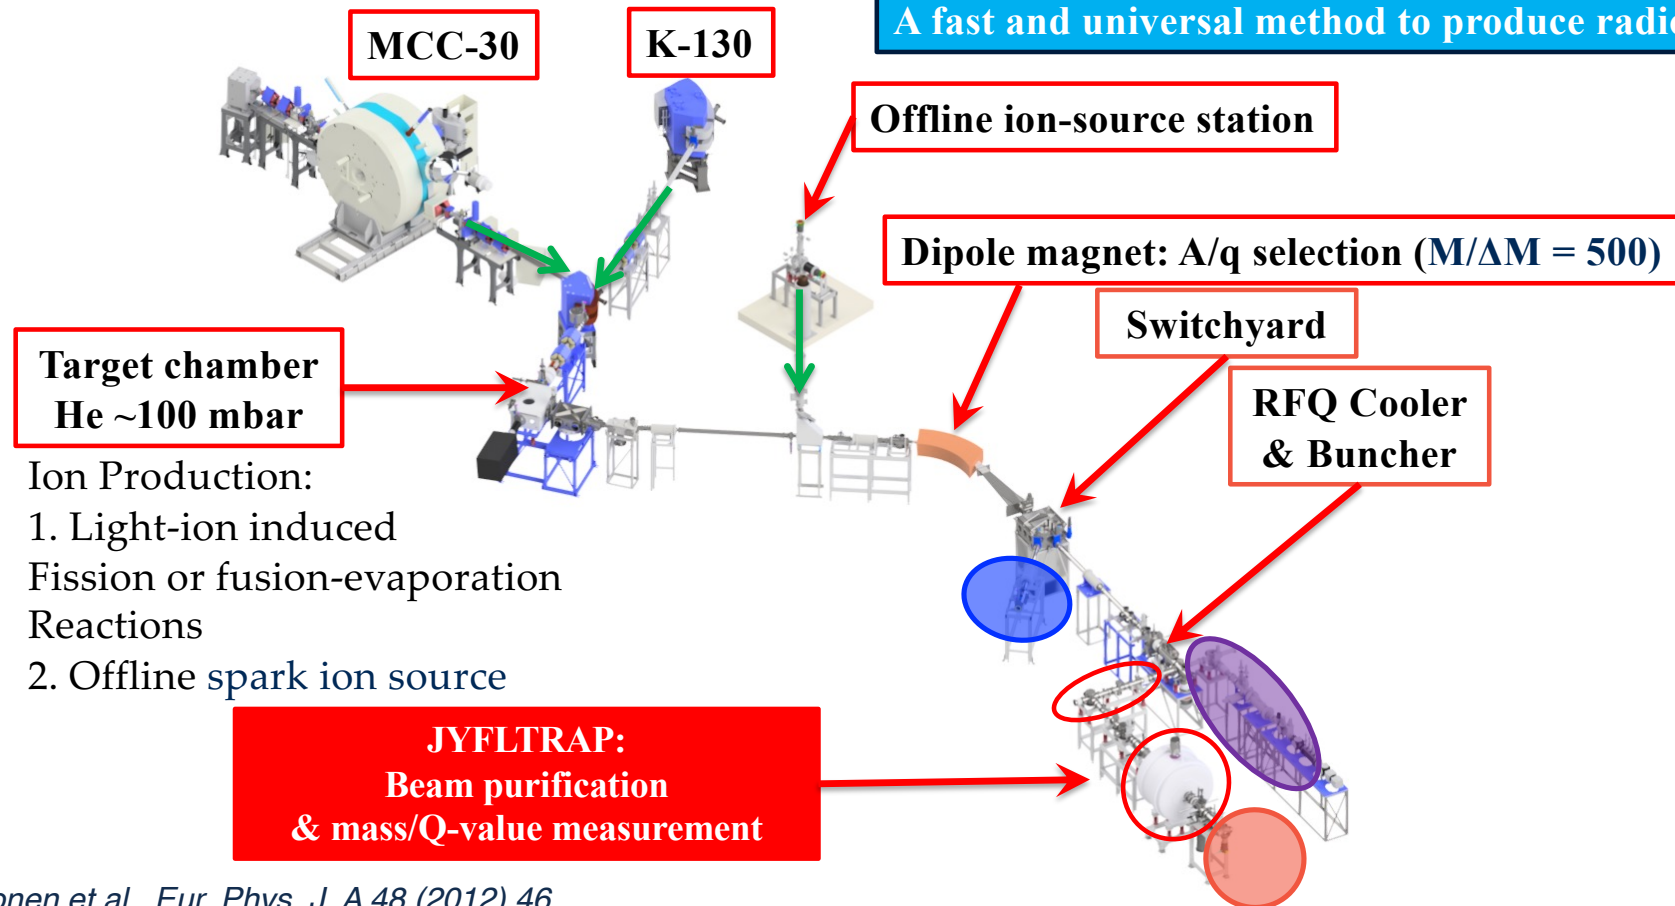 A fast and universal method to produce
MCC-30
K-130
Offline ion-source station
Dipole magnet: A/q selection (M/ΔM = 500)
Switchyard
Target chamber
He ~100 mbar
RFQ Cooler
& Buncher
Ion Production:
1. Light-ion induced
Fission or fusion-evaporation
Reactions
2. Offline spark ion source
JYFLTRAP:
Beam purification
& mass/Q-value measurement
et al., Eur. Phys. J. A 48 (2012) 46